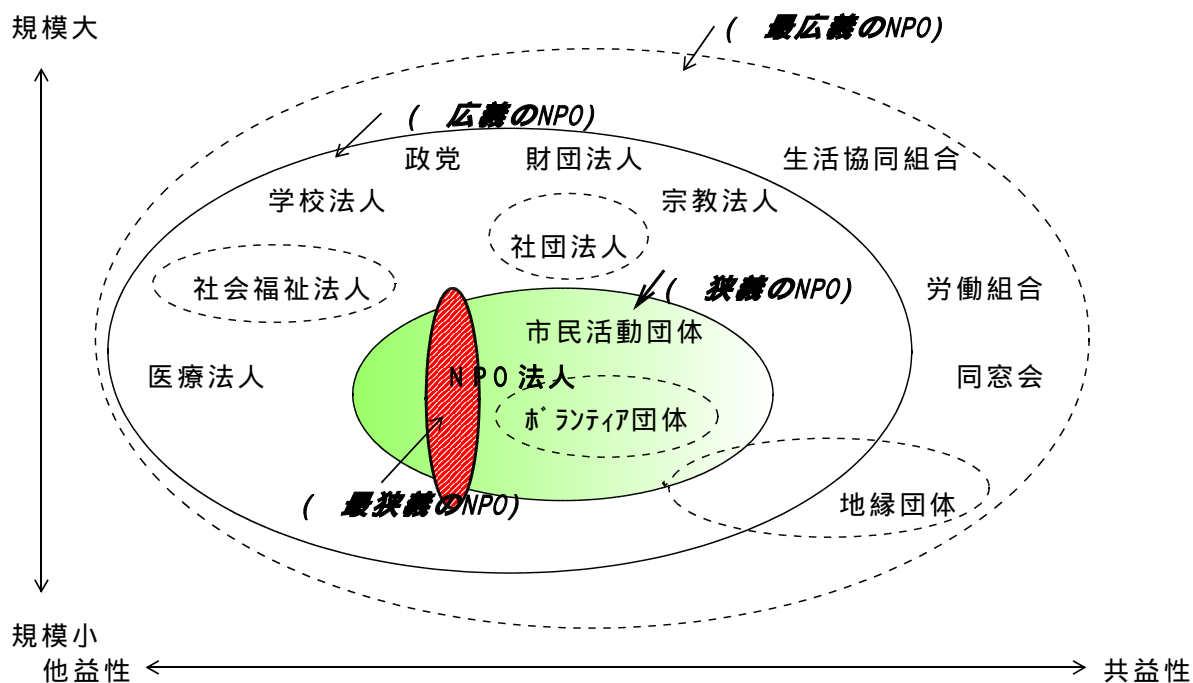 規模大
( 最広義のNPO)
( 広義のNPO)
政党
財団法人
生活協同組合
学校法人
宗教法人
社団法人
社会福祉法人
( 狭義のNPO)
労働組合
市民活動団体
医療法人
NPO法人
同窓会
ﾎﾞﾗﾝﾃｨｱ団体
( 最狭義のNPO)
地縁団体
規模小
他益性
共益性